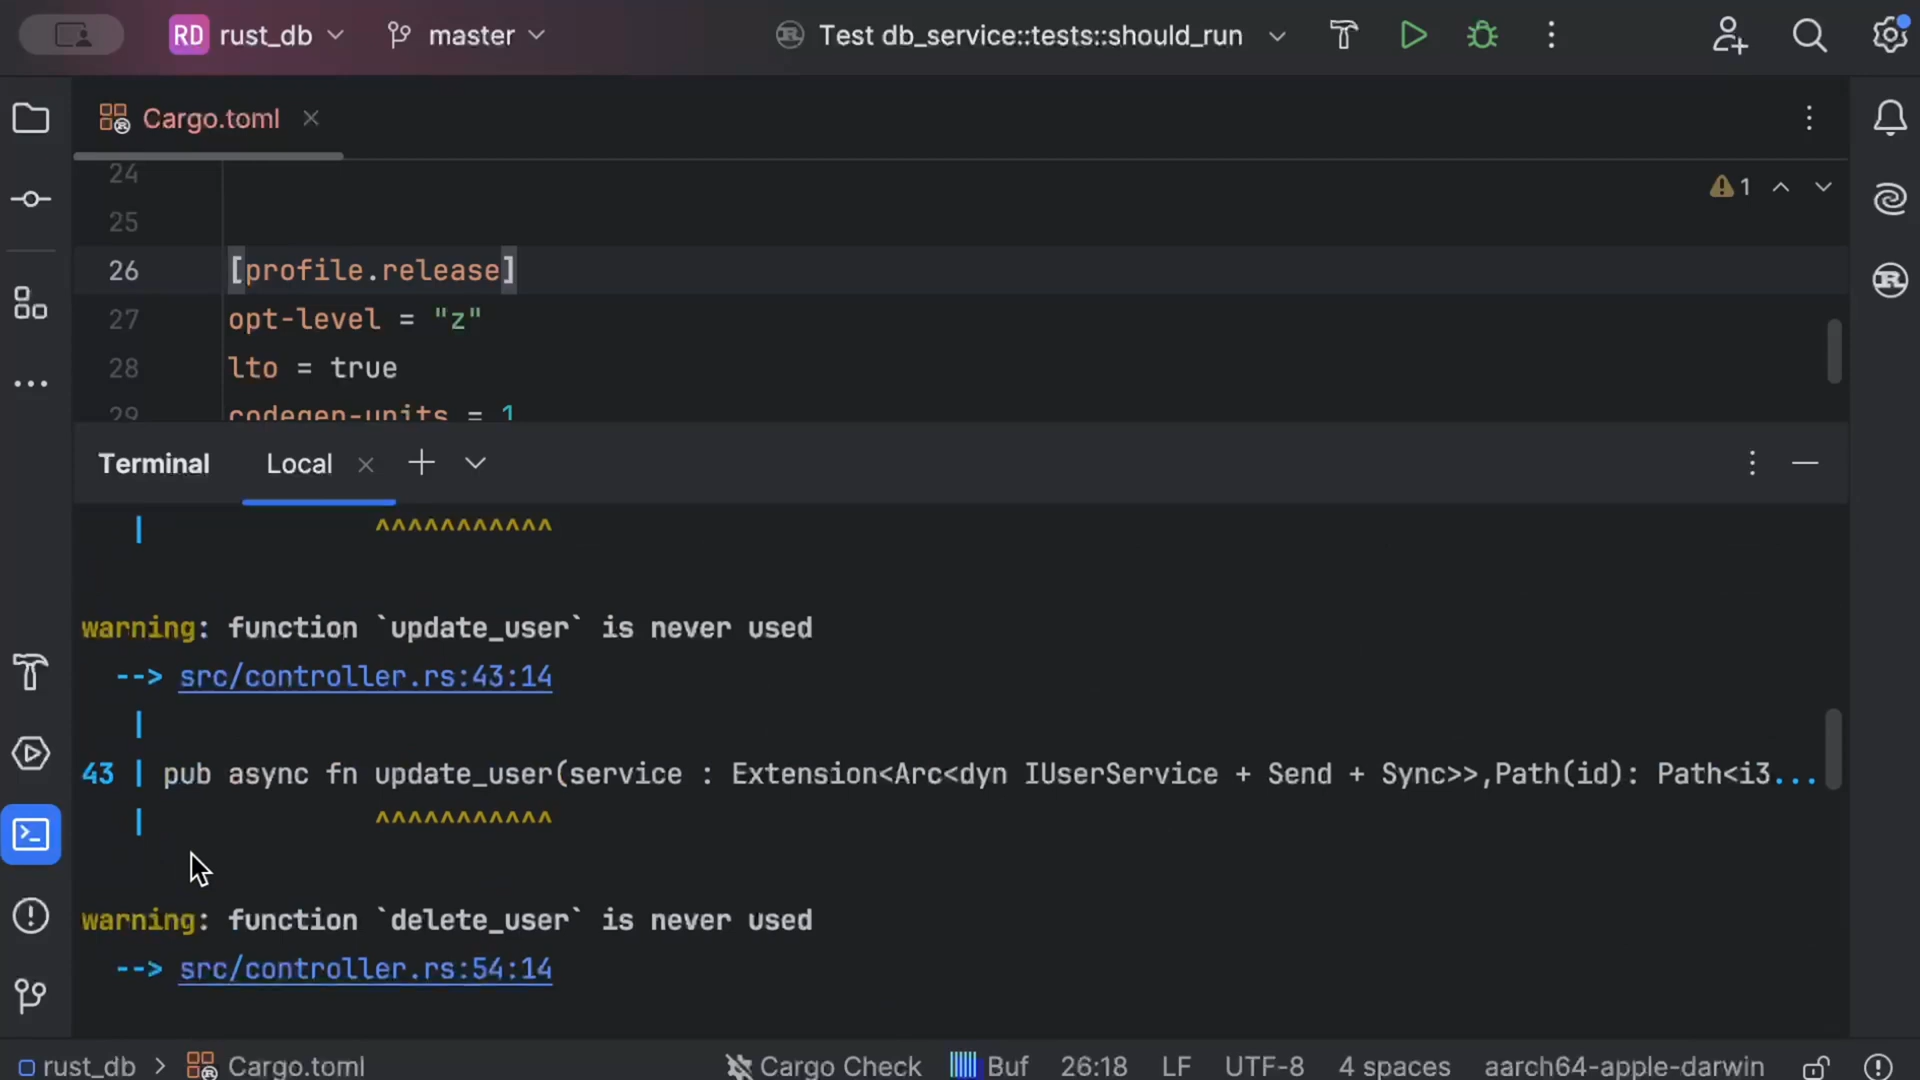 RD rust_db master Test db_service::tests::should_run
Cargo.toml
24
25
26 [profile.release]
27 opt-level = "z"
28 lto = true
29 codegen-units = 1
1
Terminal Local
| ^^^^^^^^^^^
warning: function `update_user` is never used
--> src/controller.rs:43:14
|
43 | pub async fn update_user(service : Extension<Arc<dyn IUserService + Send + Sync>>,Path(id): Path<i3...
| ^^^^^^^^^^^
warning: function `delete_user` is never used
--> src/controller.rs:54:14
rust_db > Cargo.toml Cargo Check Buf 26:18 LF UTF-8 4 spaces aarch64-apple-darwin